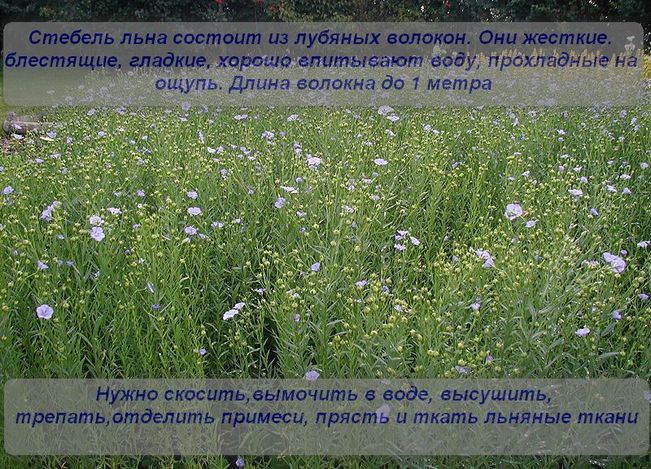 Стебель льна состоит из лубяных волокон. Они жесткие.
блестящие, гладкие, хорошо впитывают воду, прохладные на
ощупь. Длина волокна до 1 метра
Нужно скосить,вымочить в воде, высушить,
трепать,отделить примеси, прясть и ткать льняные ткани